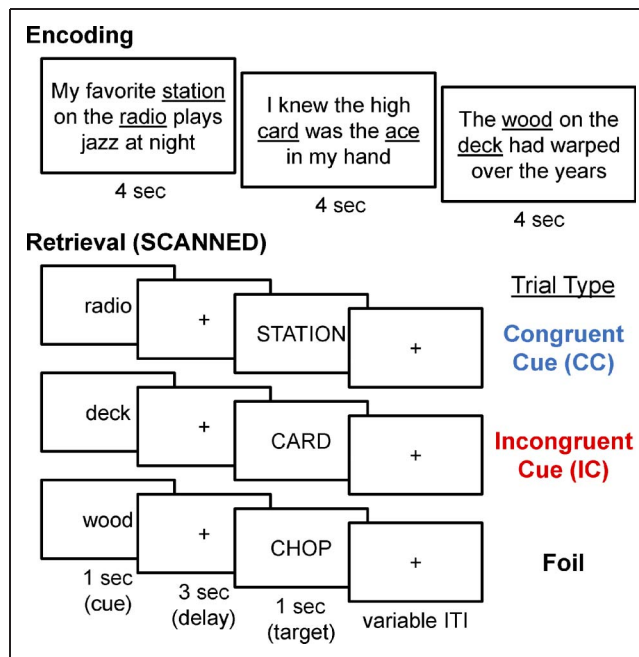 Encoding
My favorite station
on the radio plays
jazz at night
4 sec
I knew the high
card was the ace
in my hand
4 sec
The wood on the
deck had warped
over the years
4 sec
Retrieval (SCANNED)
Trial Type
radio
+
STATION
+
Congruent
Cue (CC)
deck
+
CARD
+
Incongruent
Cue (IC)
wood
+
CHOP
+
Foil
1 sec
(cue)
3 sec
(delay)
1 sec
(target)
variable ITI